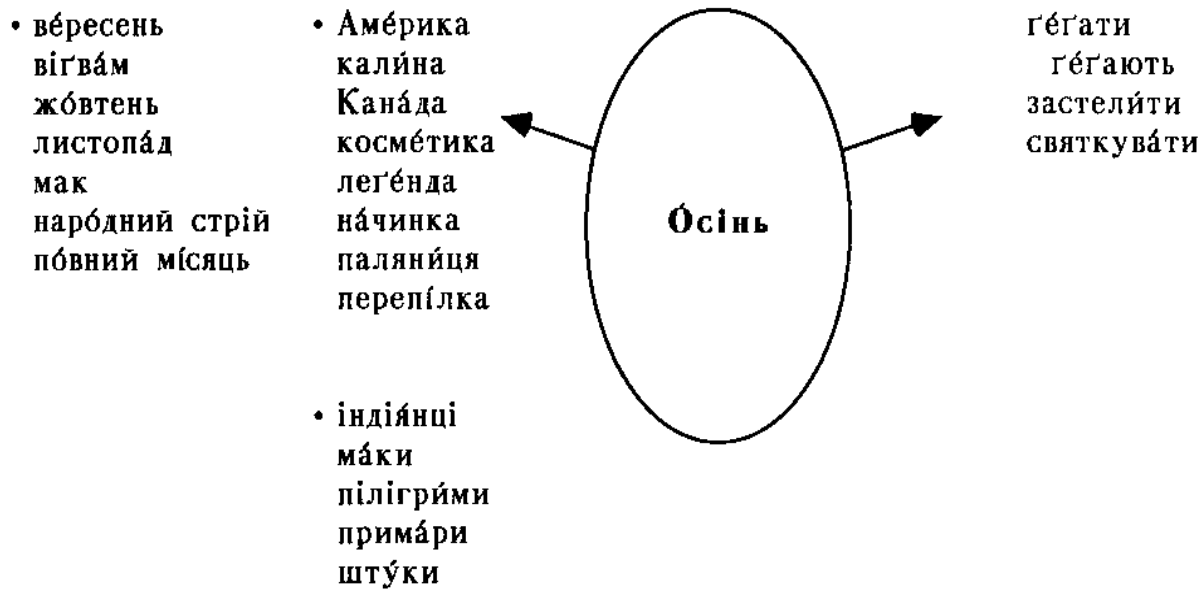 • ве́ресень
віґва́м
жо́втень
листопа́д
мак
наро́дний стрій
по́вний мі́сяць
• Аме́рика
кали́на
Кана́да
косме́тика
леґе́нда
на́чинка
паляни́ця
перепі́лка
• індія́нці
ма́ки
пілігри́ми
прима́ри
шту́ки
О́сінь
ґе́ґати
ґе́ґають
застели́ти
святкува́ти